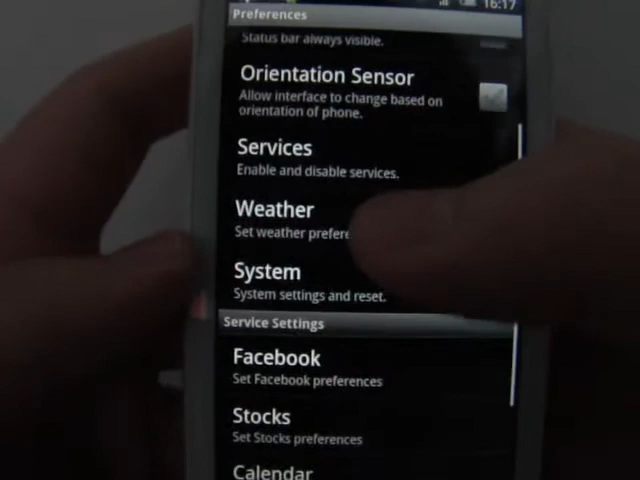 16:17
Preferences
Status bar always visible.
Orientation Sensor
Allow interface to change based on
orientation of phone.
Services
Enable and disable services.
Weather
Set weather
System
System settings and reset.
Service Settings
Facebook
Set Facebook preferences
Stocks
Set Stocks preferences
Calendar